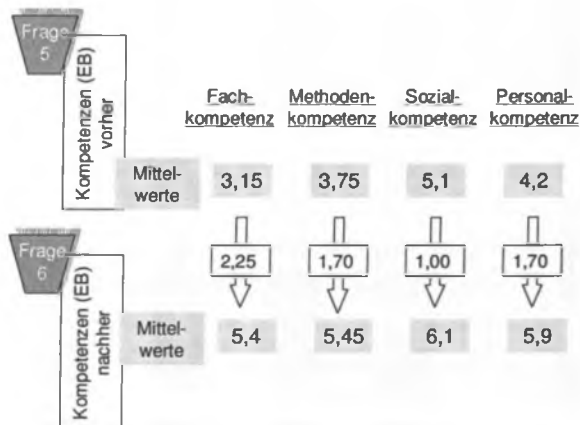 Frage
5
Kompetenzen (EB)
vorher
Fach-
kompetenz
Methoden-
kompetenz
Sozial-
kompetenz
Personal-
kompetenz
Mittel-
werte
3,15
3,75
5,1
4,2
2,25
1,70
1,00
1,70
Frage
6
Kompetenzen (EB)
nachher
Mittel-
werte
5,4
5,45
6,1
5,9